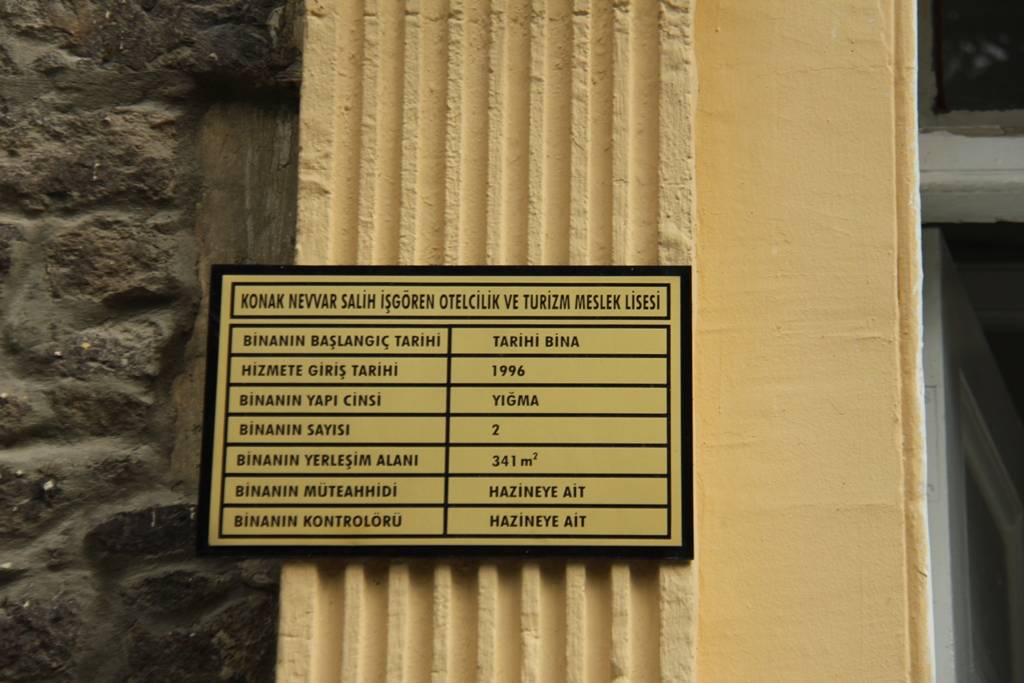 KONAK NEVVAR SALİH İŞGÖREN OTELCİLİK VE TURİZM MESLEK LİSESİ
BİNANIN BAŞLANGIÇ TARİHİ TARİHİ BİNA
HİZMETE GİRİŞ TARİHİ 1996
BİNANIN YAPI CİNSİ YIĞMA
BİNANIN SAYISI 2
BİNANIN YERLEŞİM ALANI 341 m²
BİNANIN MÜTEAHHİDİ HAZİNEYE AİT
BİNANIN KONTROLÖRÜ HAZİNEYE AİT